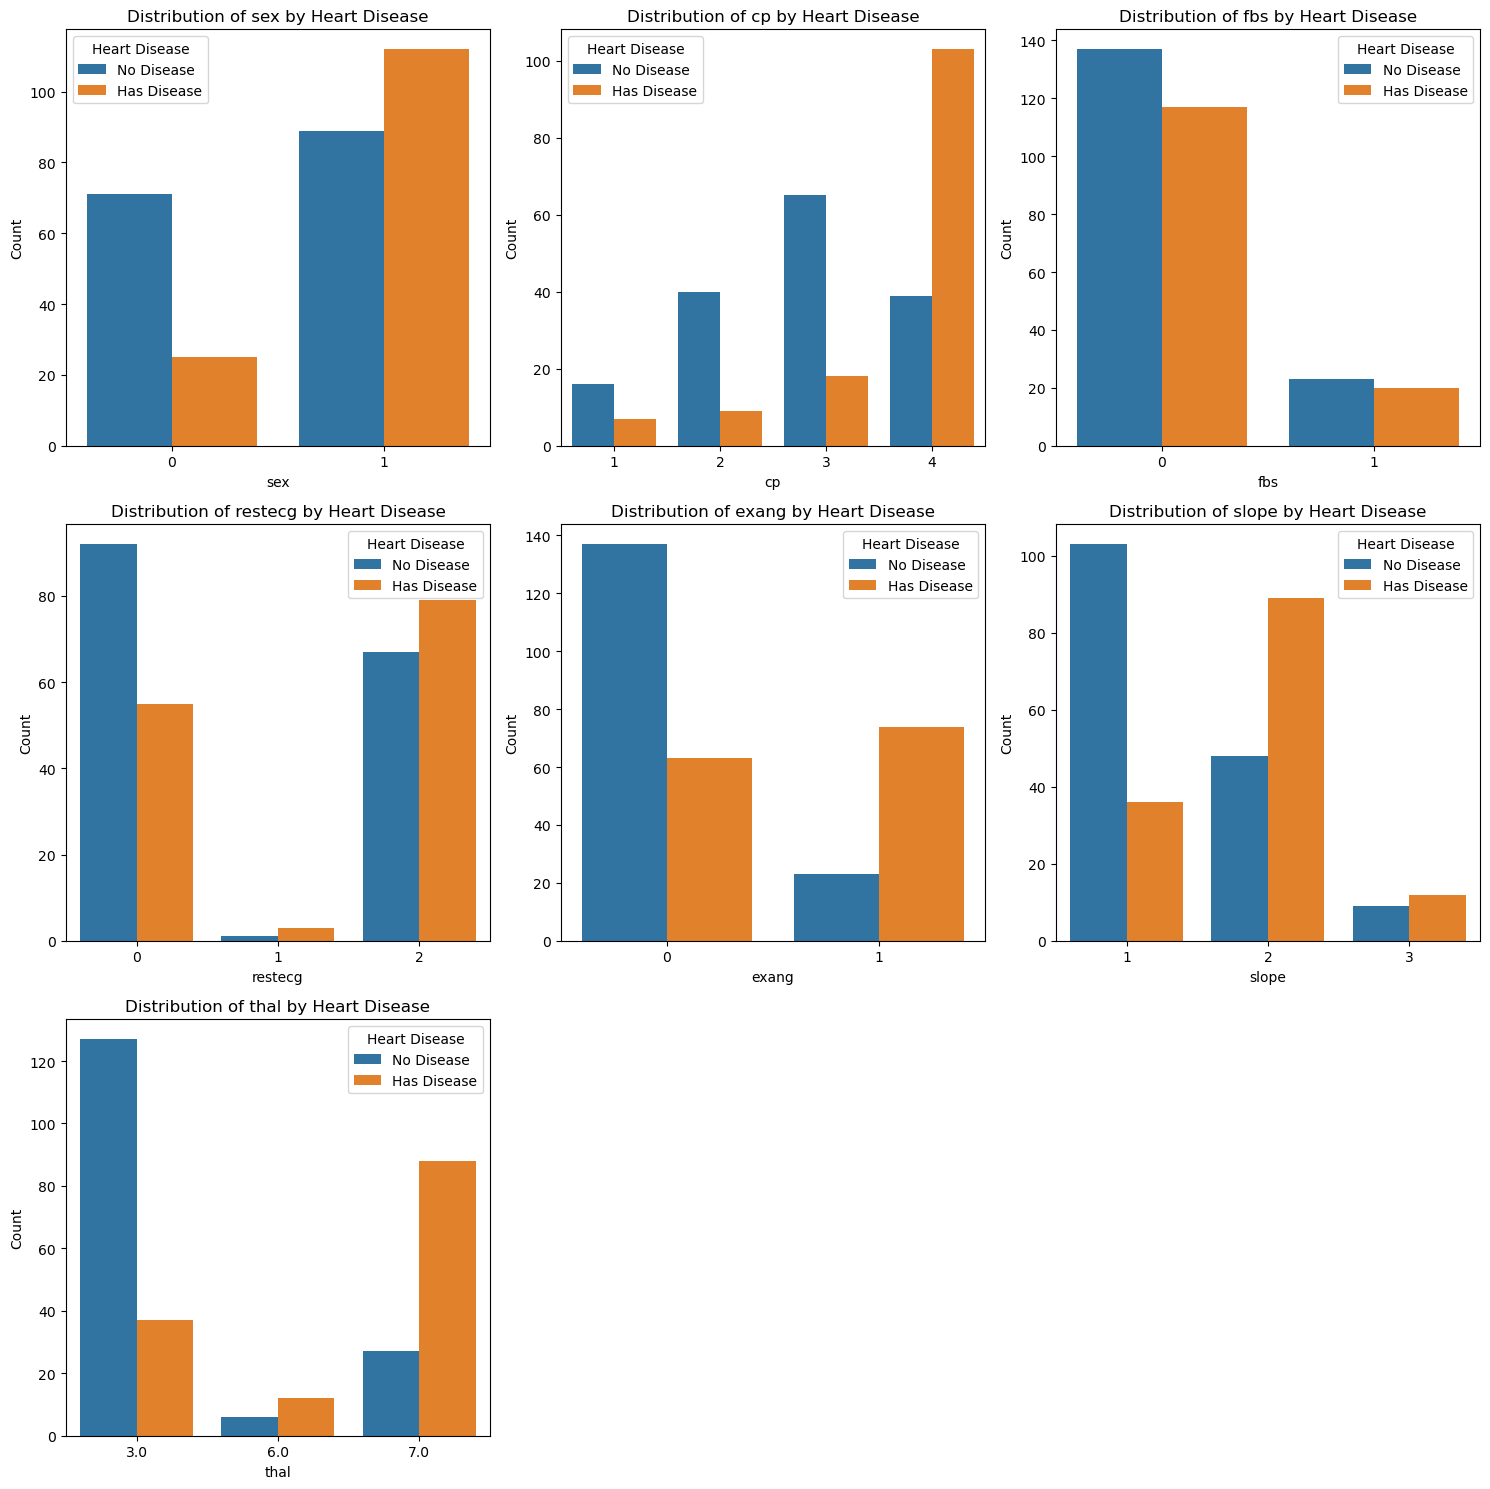 Distribution of sex by Heart Disease
Heart Disease
No Disease
Has Disease
Count
100
80
60
40
20
0
0 1
sex
Distribution of cp by Heart Disease
Heart Disease
No Disease
Has Disease
Count
100
80
60
40
20
0
1 2 3 4
cp
Distribution of fbs by Heart Disease
Heart Disease
No Disease
Has Disease
Count
140
120
100
80
60
40
20
0
0 1
fbs
Distribution of restecg by Heart Disease
Heart Disease
No Disease
Has Disease
Count
80
60
40
20
0
0 1 2
restecg
Distribution of exang by Heart Disease
Heart Disease
No Disease
Has Disease
Count
140
120
100
80
60
40
20
0
0 1
exang
Distribution of slope by Heart Disease
Heart Disease
No Disease
Has Disease
Count
100
80
60
40
20
0
1 2 3
slope
Distribution of thal by Heart Disease
Heart Disease
No Disease
Has Disease
Count
120
100
80
60
40
20
0
3.0 6.0 7.0
thal